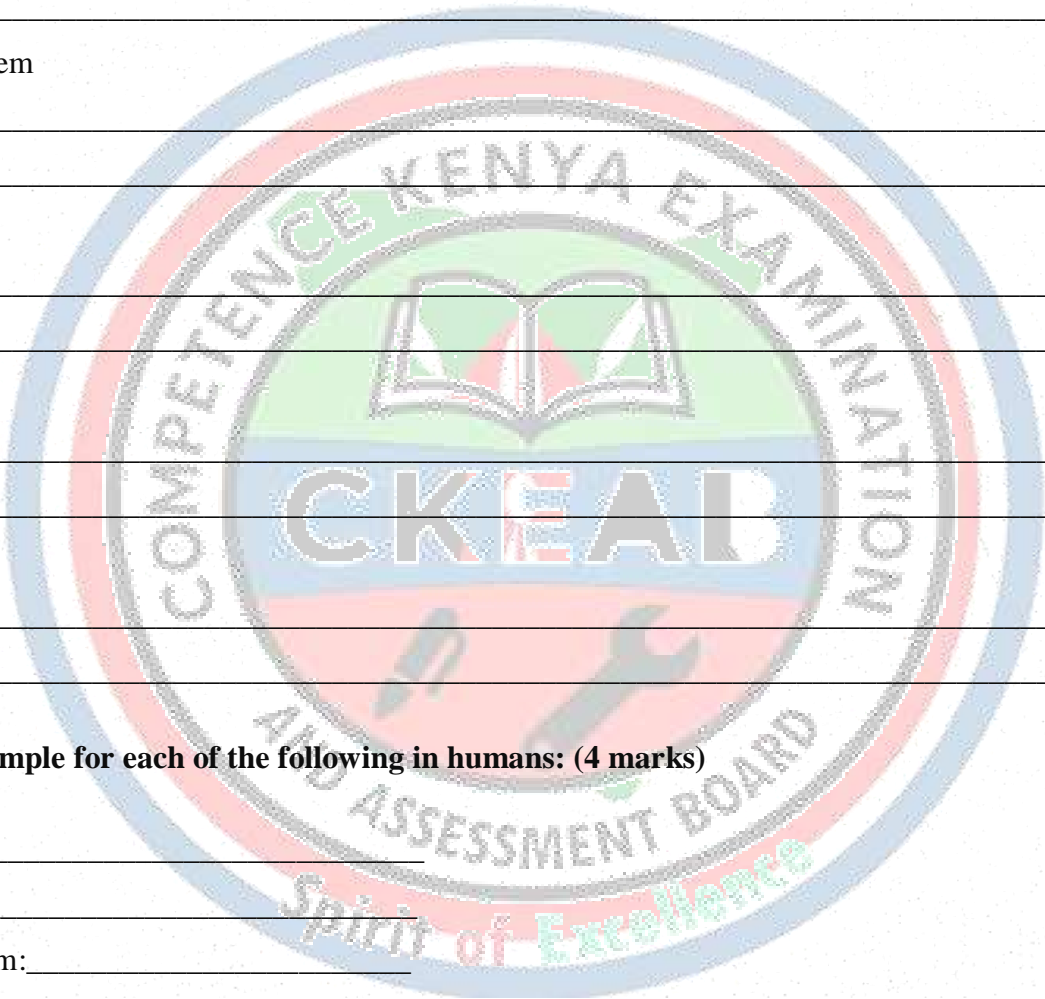 em
COMPETENCE KENYA EXAMINATION
CKEAB
mple for each of the following in humans: (4 marks)
AND ASSESSMENT BOARD
Spirit of Excellence
m: